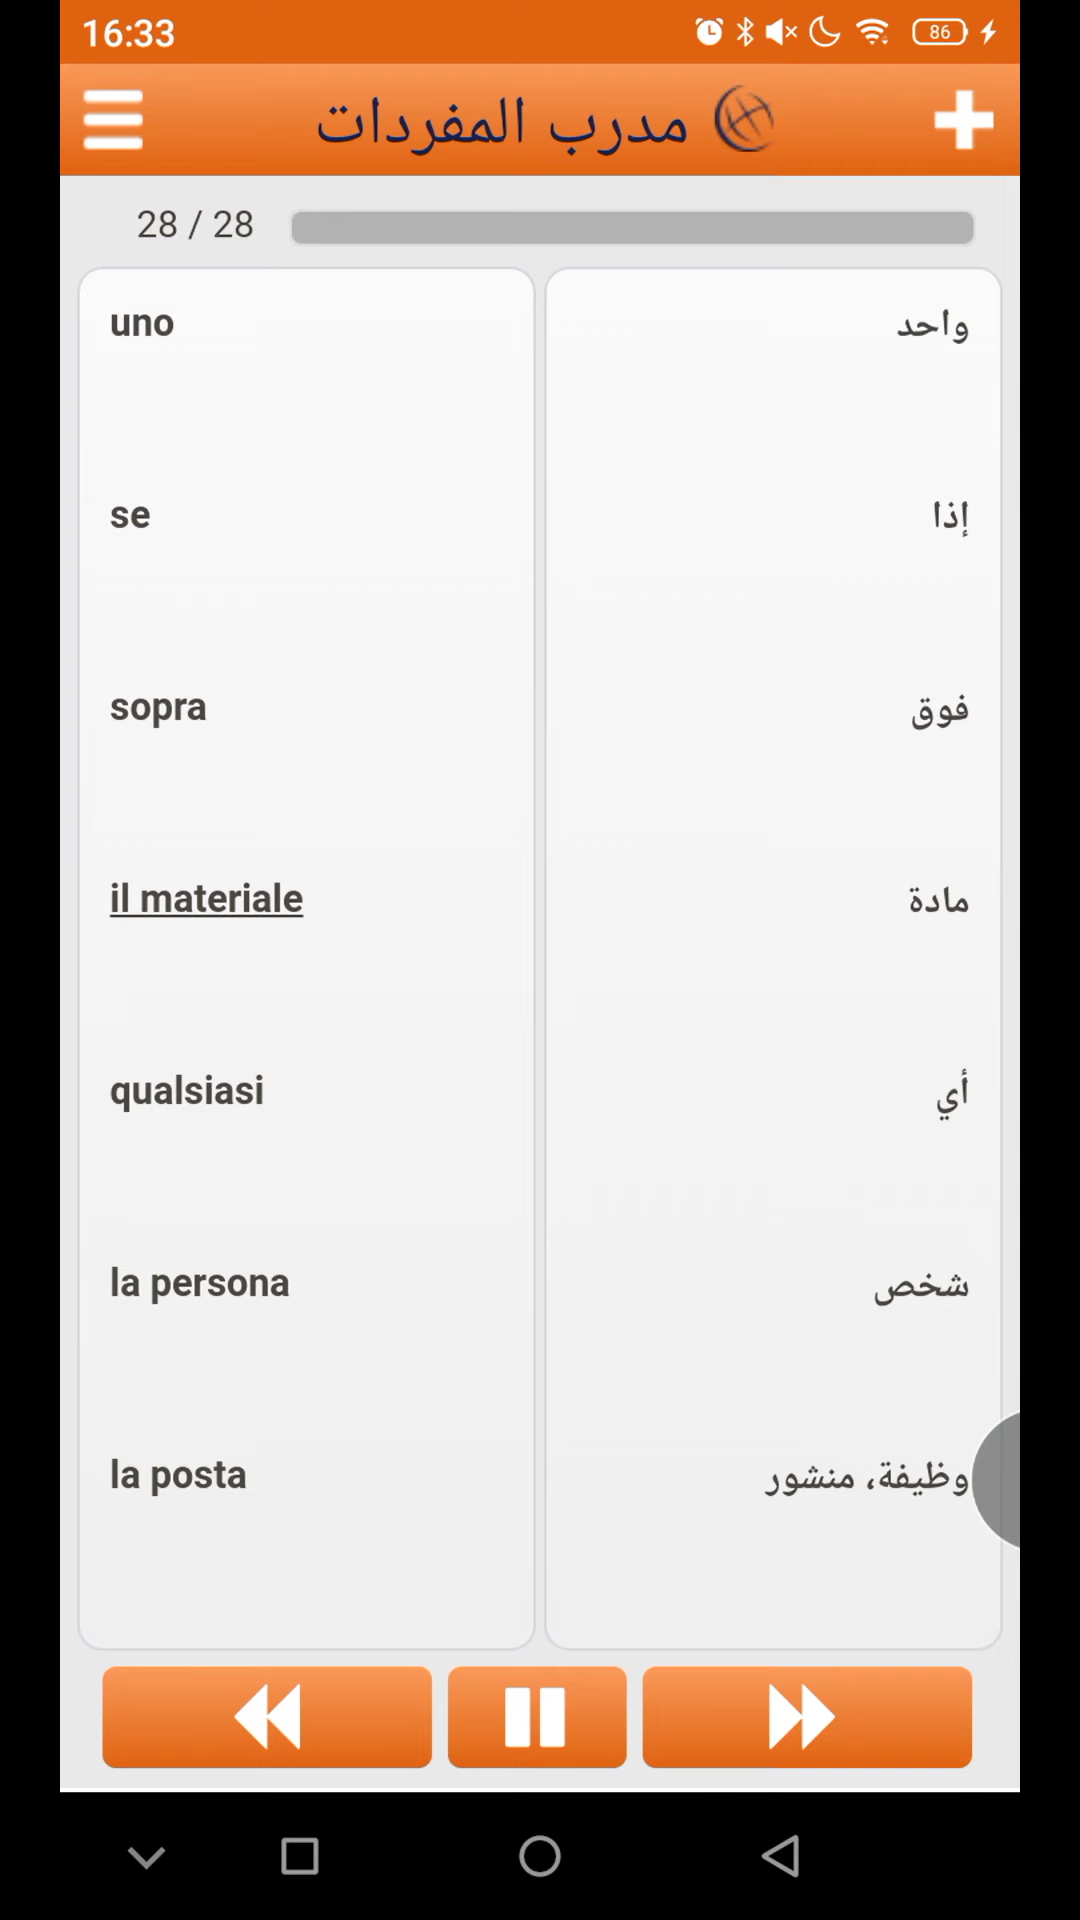 16:33
86
مدرب المفردات
28 / 28
uno
واحد
se
إذا
sopra
فوق
il materiale
مادة
qualsiasi
أي
la persona
شخص
la posta
وظيفة، منشور